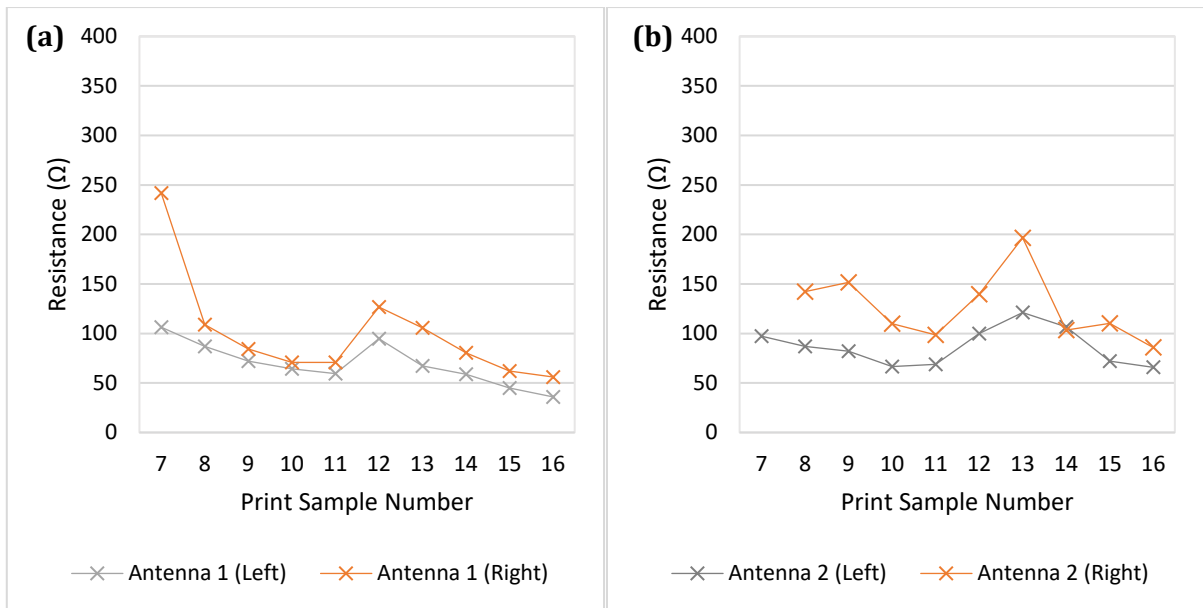 (a)
400
350
300
250
200
150
100
50
0
Resistance (Ω)
7 8 9 10 11 12 13 14 15 16
Print Sample Number
Antenna 1 (Left) Antenna 1 (Right)
(b)
400
350
300
250
200
150
100
50
0
Resistance (Ω)
7 8 9 10 11 12 13 14 15 16
Print Sample Number
Antenna 2 (Left) Antenna 2 (Right)